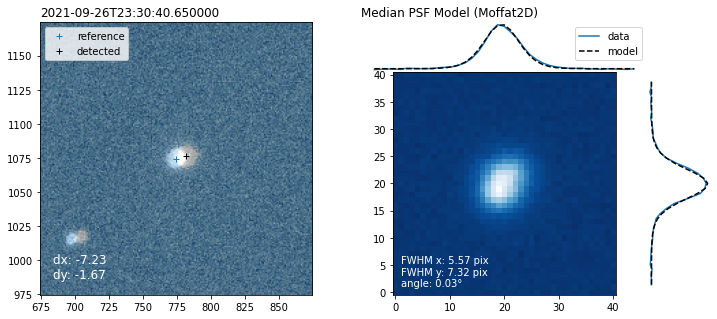 2021-09-26T23:30:40.650000
reference
detected
1150
1125
1100
1075
1050
1025
1000
975
675 700 725 750 775 800 825 850
dx: -7.23
dy: -1.67
Median PSF Model (Moffat2D)
data
model
40
35
30
25
20
15
10
5
0
0 20 40
FWHM x: 5.57 pix
FWHM y: 7.32 pix
angle: 0.03°